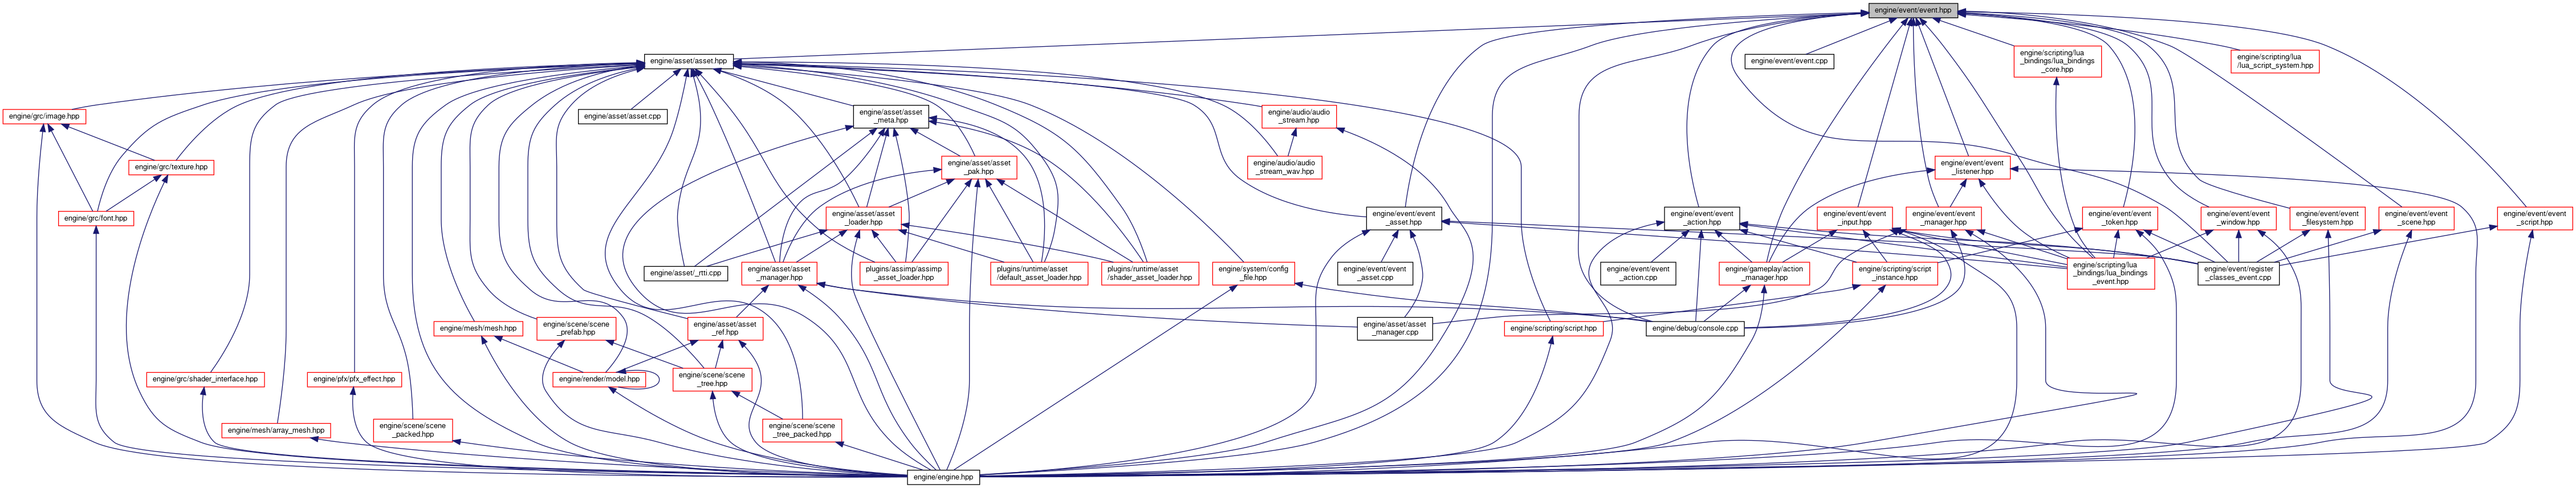 engine/event/event.hpp
engine/asset/asset.hpp
engine/event/event.cpp
engine/scripting/lua
_bindings/lua_bindings
_core.hpp
engine/scripting/lua
/lua_script_system.hpp
engine/grc/image.hpp
engine/asset/asset.cpp
engine/asset/asset
_meta.hpp
engine/audio/audio
_stream.hpp
engine/grc/texture.hpp
engine/asset/asset
_pak.hpp
engine/audio/audio
_stream_wav.hpp
engine/event/event
_listener.hpp
engine/grc/font.hpp
engine/asset/asset
_loader.hpp
engine/event/event
_asset.hpp
engine/event/event
_action.hpp
engine/event/event
_input.hpp
engine/event/event
_manager.hpp
engine/event/event
_token.hpp
engine/event/event
_window.hpp
engine/event/event
_filesystem.hpp
engine/event/event
_scene.hpp
engine/event/event
_script.hpp
engine/asset/_rtti.cpp
engine/asset/asset
_manager.hpp
plugins/assimp/assimp
_asset_loader.hpp
plugins/runtime/asset
/default_asset_loader.hpp
plugins/runtime/asset
/shader_asset_loader.hpp
engine/system/config
_file.hpp
engine/event/event
_asset.cpp
engine/event/event
_action.cpp
engine/gameplay/action
_manager.hpp
engine/scripting/script
_instance.hpp
engine/scripting/lua
_bindings/lua_bindings
_event.hpp
engine/event/register
_classes_event.cpp
engine/mesh/mesh.hpp
engine/scene/scene
_prefab.hpp
engine/asset/asset
_ref.hpp
engine/asset/asset
_manager.cpp
engine/scripting/script.hpp
engine/debug/console.cpp
engine/grc/shader_interface.hpp
engine/pfx/pfx_effect.hpp
engine/render/model.hpp
engine/scene/scene
_tree.hpp
engine/mesh/array_mesh.hpp
engine/scene/scene
_packed.hpp
engine/scene/scene
_tree_packed.hpp
engine/engine.hpp